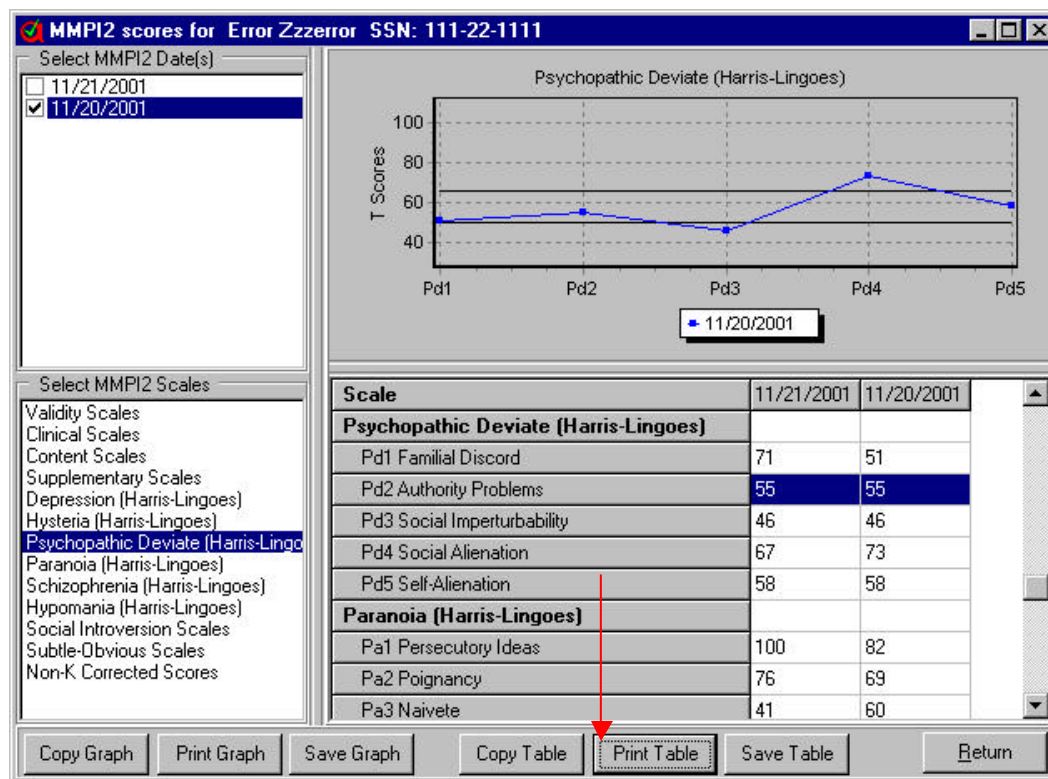 MMPI2 scores for Error Zzzerror SSN: 111-22-1111
Select MMPI2 Date(s)
11/21/2001
11/20/2001
Psychopathic Deviate (Harris-Lingoes)
T Scores
100
80
60
40
Pd1 Pd2 Pd3 Pd4 Pd5
11/20/2001
Select MMPI2 Scales
Validity Scales
Clinical Scales
Content Scales
Supplementary Scales
Depression (Harris-Lingoes)
Hysteria (Harris-Lingoes)
Psychopathic Deviate (Harris-Lingo
Paranoia (Harris-Lingoes)
Schizophrenia (Harris-Lingoes)
Hypomania (Harris-Lingoes)
Social Introversion Scales
Subtle-Obvious Scales
Non-K Corrected Scores
Scale 11/21/2001 11/20/2001
Psychopathic Deviate (Harris-Lingoes)
Pd1 Familial Discord 71 51
Pd2 Authority Problems 55 55
Pd3 Social Imperturbability 46 46
Pd4 Social Alienation 67 73
Pd5 Self-Alienation 58 58
Paranoia (Harris-Lingoes)
Pa1 Persecutory Ideas 100 82
Pa2 Poignancy 76 69
Pa3 Naivete 41 60
Copy Graph Print Graph Save Graph Copy Table Print Table Save Table Return